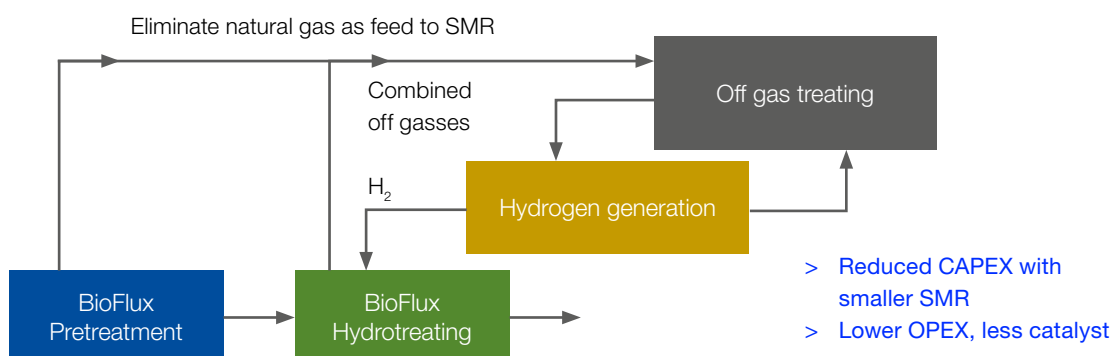 Eliminate natural gas as feed to SMR
Combined
off gasses
Off gas treating
H₂
Hydrogen generation
BioFlux
Pretreatment
BioFlux
Hydrotreating
> Reduced CAPEX with
smaller SMR
> Lower OPEX, less catalyst